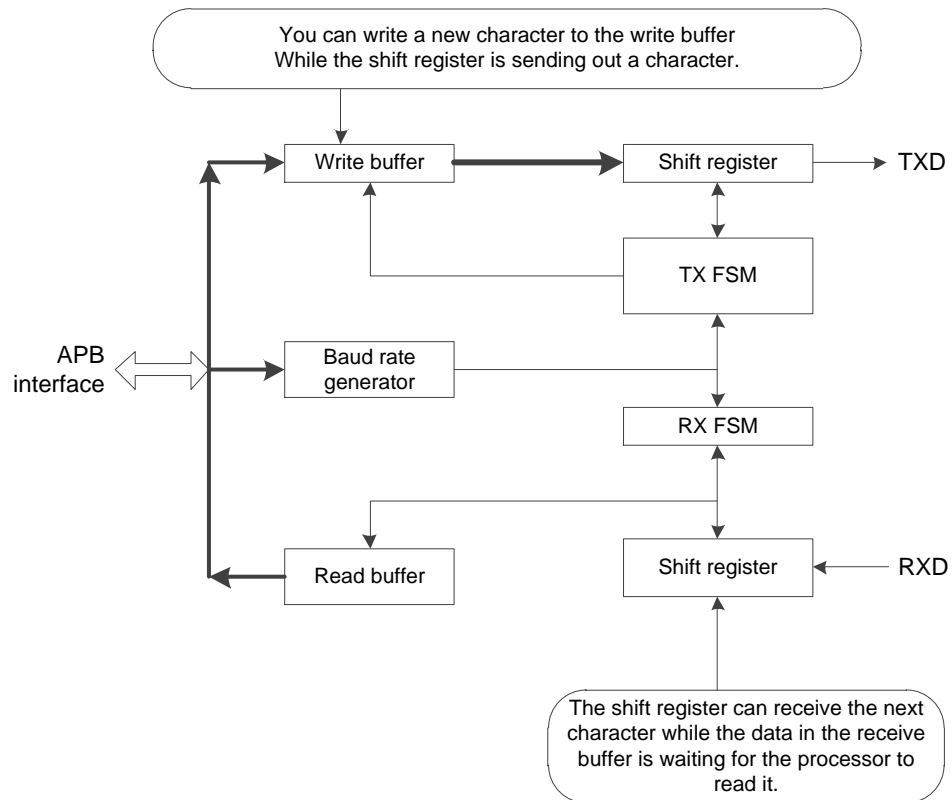 You can write a new character to the write buffer
While the shift register is sending out a character.
Write buffer
Shift register
TXD
TX FSM
APB
interface
Baud rate
generator
RX FSM
Read buffer
Shift register
RXD
The shift register can receive the next
character while the data in the receive
buffer is waiting for the processor to
read it.